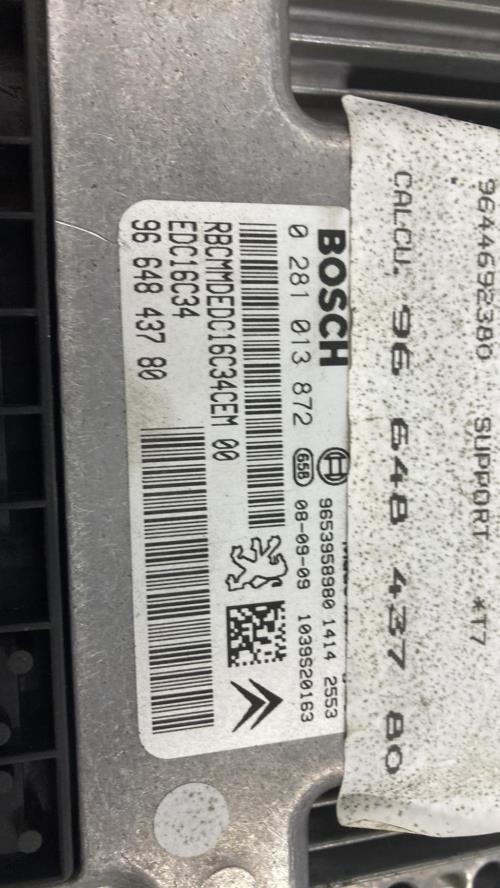 9644692380 SUPPORT *T7
CALCU. 96 648 437 80
BOSCH
9653958980 1414 2553
0 281 013 872 658 08-09-09 1039S20163
RBCMMDEDC16C34CEM 00
EDC16C34
96 648 437 80